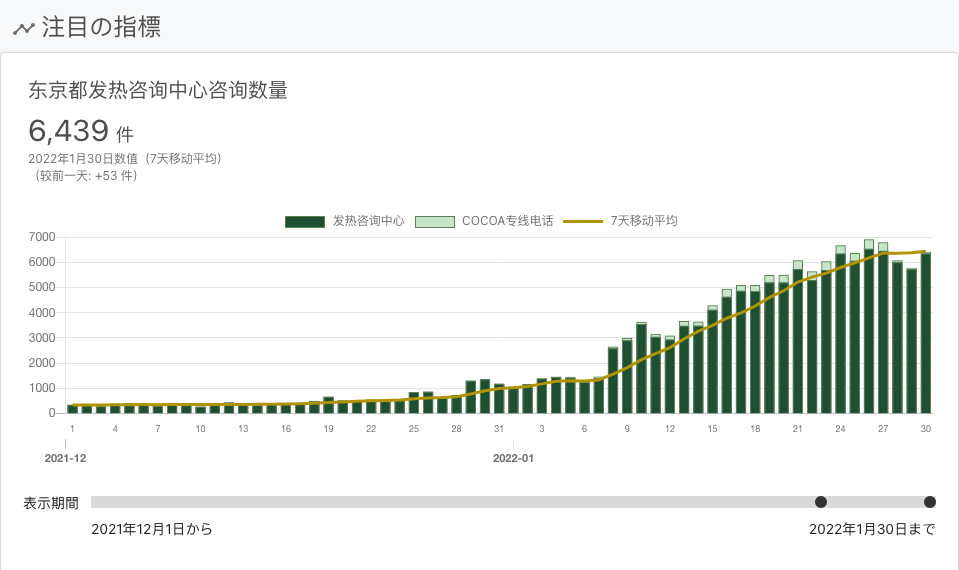 注目の指標
东京都发热咨询中心咨询数量
6,439 件
2022年1月30日数值（7天移动平均）
（较前一天: +53 件）
发热咨询中心 COCOA专线电话 7天移动平均
7000
6000
5000
4000
3000
2000
1000
0
1 4 7 10 13 16 19 22 25 28 31 3 6 9 12 15 18 21 24 27 30
2021-12 2022-01
表示期間
2021年12月1日から 2022年1月30日まで